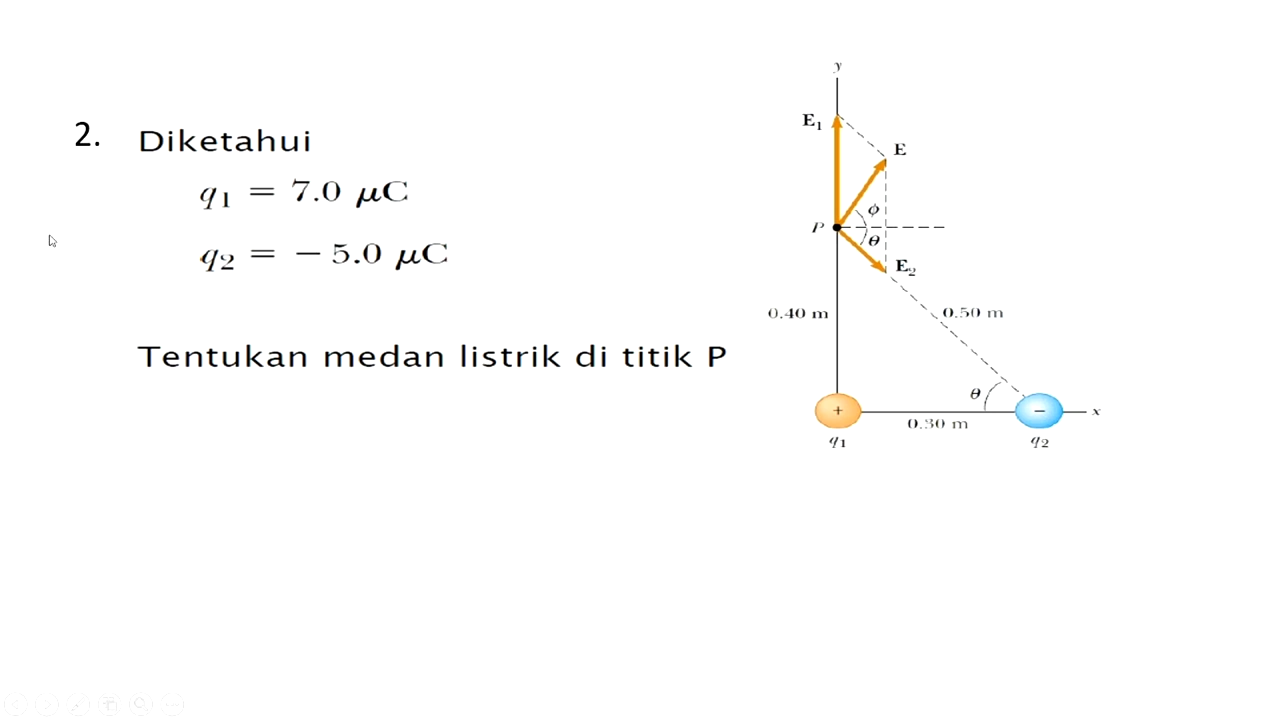 2. Diketahui
q1 = 7.0 μC
q2 = − 5.0 μC
Tentukan medan listrik di titik P
y
E1
E
ϕ
P
θ
E2
0.40 m
0.50 m
θ
+
−
x
0.30 m
q1
q2